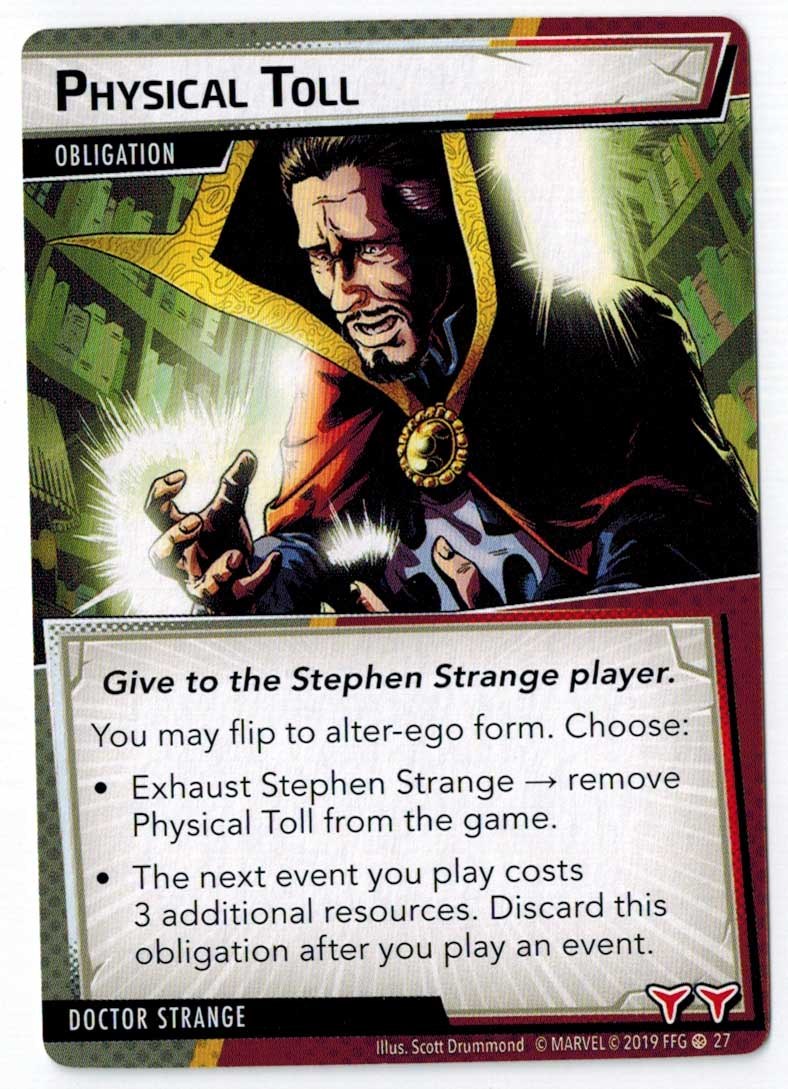 Physical Toll
OBLIGATION
Give to the Stephen Strange player.
You may flip to alter-ego form. Choose:
• Exhaust Stephen Strange → remove
Physical Toll from the game.
• The next event you play costs
3 additional resources. Discard this
obligation after you play an event.
DOCTOR STRANGE
Illus. Scott Drummond © MARVEL © 2019 FFG 27